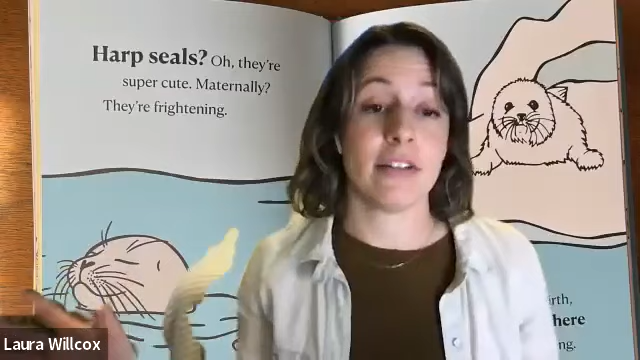 Harp seals? Oh, they're
super cute. Maternally?
They're frightening.
irth,
here
ng.
Laura Willcox